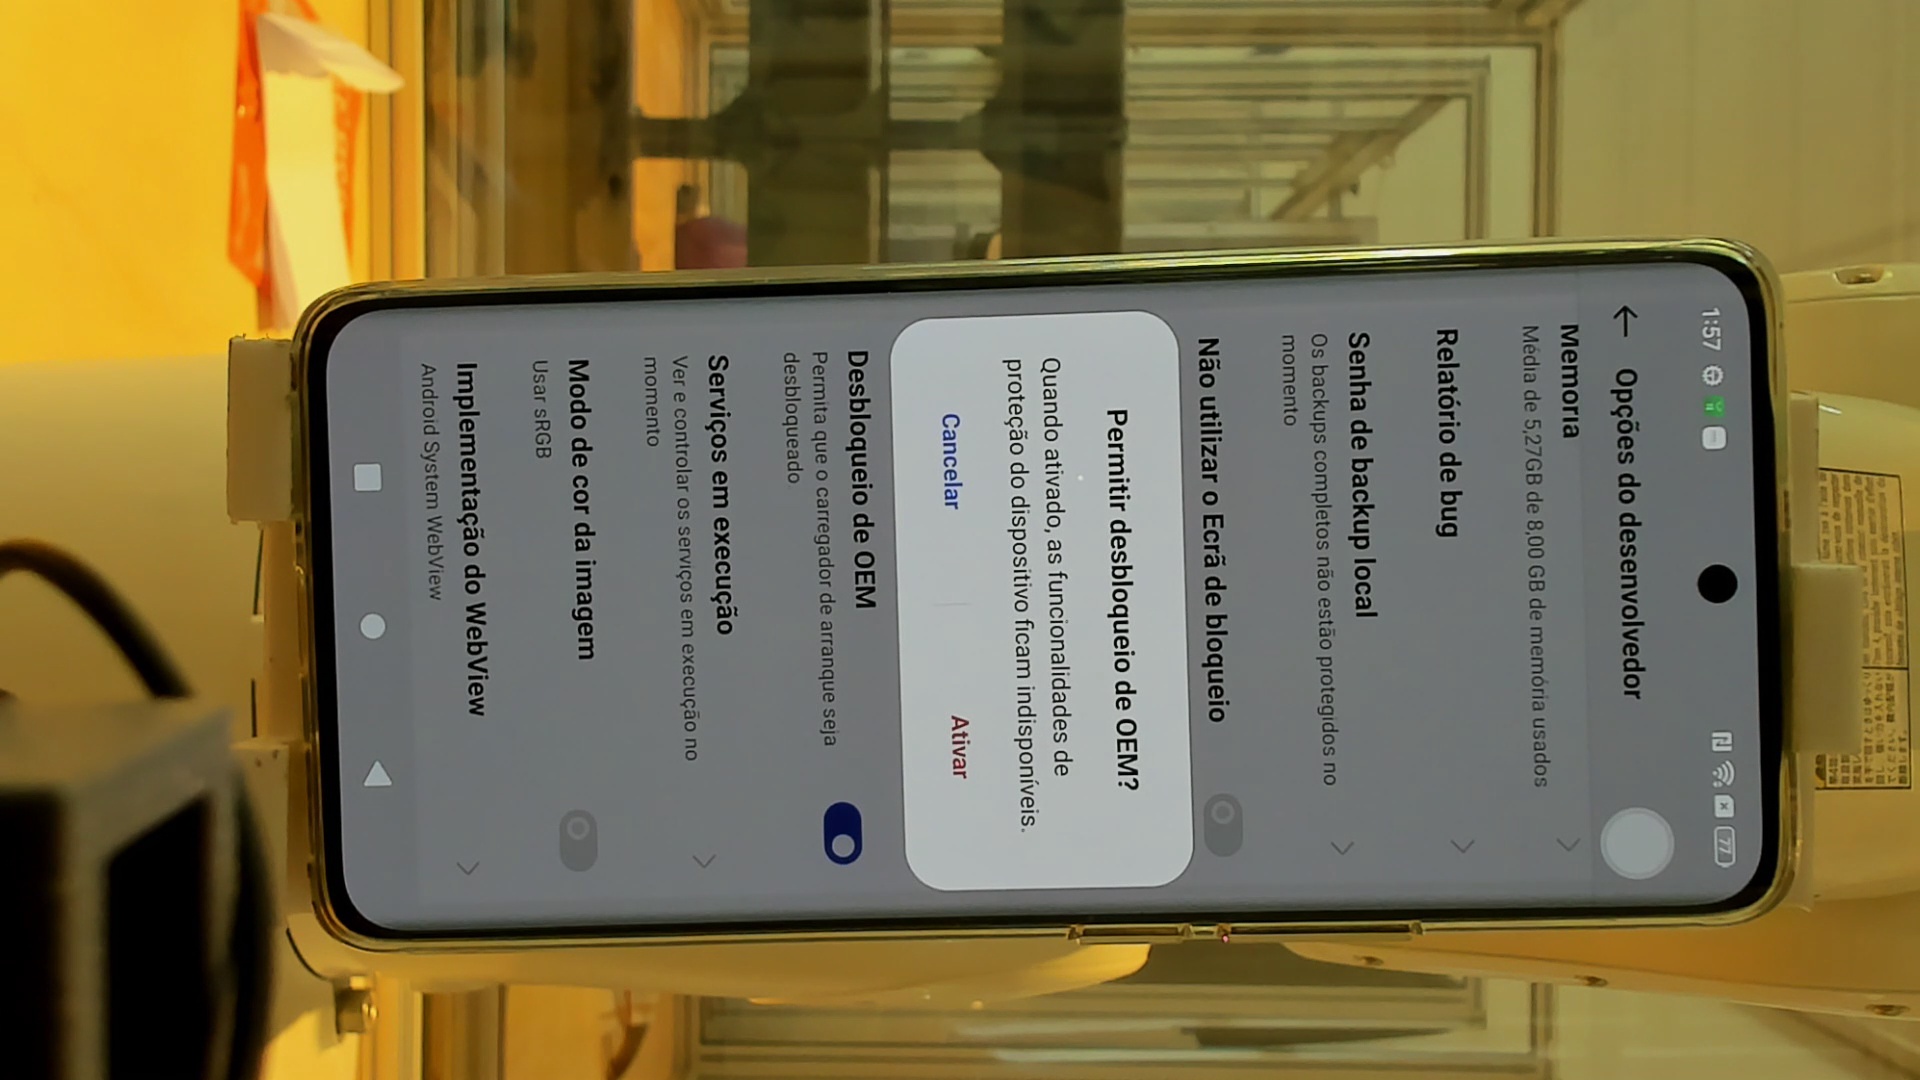 1:57
77
Opções do desenvolvedor
Memória
Média de 5,27GB de 8,00 GB de memória usados
Relatório de bug
Senha de backup local
Os backups completos não estão protegidos no
momento
Não utilizar o Ecrã de bloqueio
Permitir desbloqueio de OEM?
Quando ativado, as funcionalidades de
proteção do dispositivo ficam indisponíveis.
Cancelar
Ativar
Desbloqueio de OEM
Permita que o carregador de arranque seja
desbloqueado
Serviços em execução
Ver e controlar os serviços em execução no
momento
Modo de cor da imagem
Usar sRGB
Implementação do WebView
Android System WebView